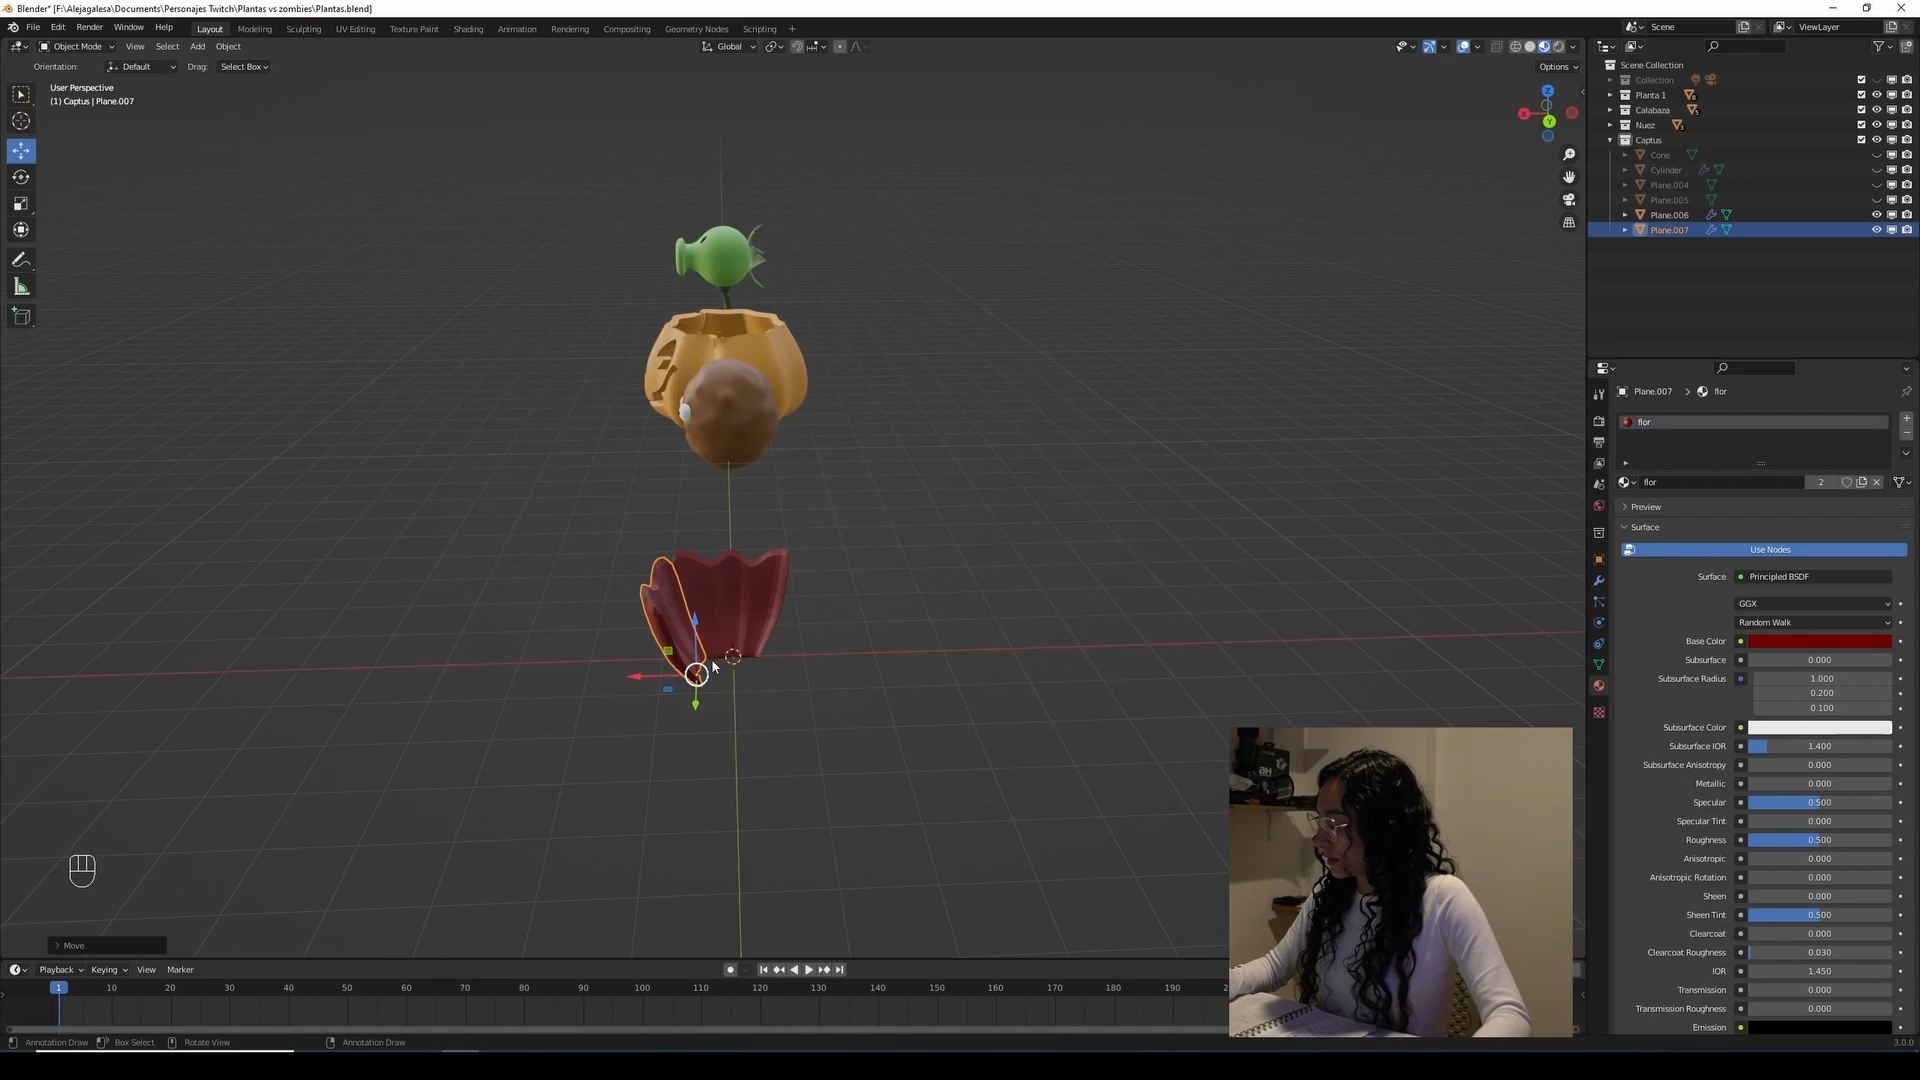 Blender* [F:\Alejagalesa\Documents\Personajes Twitch\Plantas vs zombies\Plantas.blend]
File Edit Render Window Help Layout Modeling Sculpting UV Editing Texture Paint Shading Animation Rendering Compositing Geometry Nodes Scripting + Scene ViewLayer
Object Mode View Select Add Object Global
Orientation: Default Drag: Select Box Options
User Perspective
(1) Captus | Plane.007
Z
X
Y
Scene Collection
Collection
Planta 1
Calabaza
Nuez
Captus
Cone
Cylinder
Plane.004
Plane.005
Plane.006
Plane.007
Plane.007 > flor
flor
flor 2
Preview
Surface
Use Nodes
Surface Principled BSDF
GGX
Random Walk
Base Color
Subsurface 0.000
Subsurface Radius 1.000
0.200
0.100
Subsurface Color
Subsurface IOR 1.400
Subsurface Anisotropy 0.000
Metallic 0.000
Specular 0.500
Specular Tint 0.000
Roughness 0.500
Anisotropic 0.000
Anisotropic Rotation 0.000
Sheen 0.000
Sheen Tint 0.500
Clearcoat 0.000
Clearcoat Roughness 0.030
IOR 1.450
Transmission 0.000
Transmission Roughness 0.000
Emission
Move
Playback Keying View Marker
1 10 20 30 40 50 60 70 80 90 100 110 120 130 140 150 160 170 180 190
Annotation Draw Box Select Rotate View Annotation Draw 3.0.0